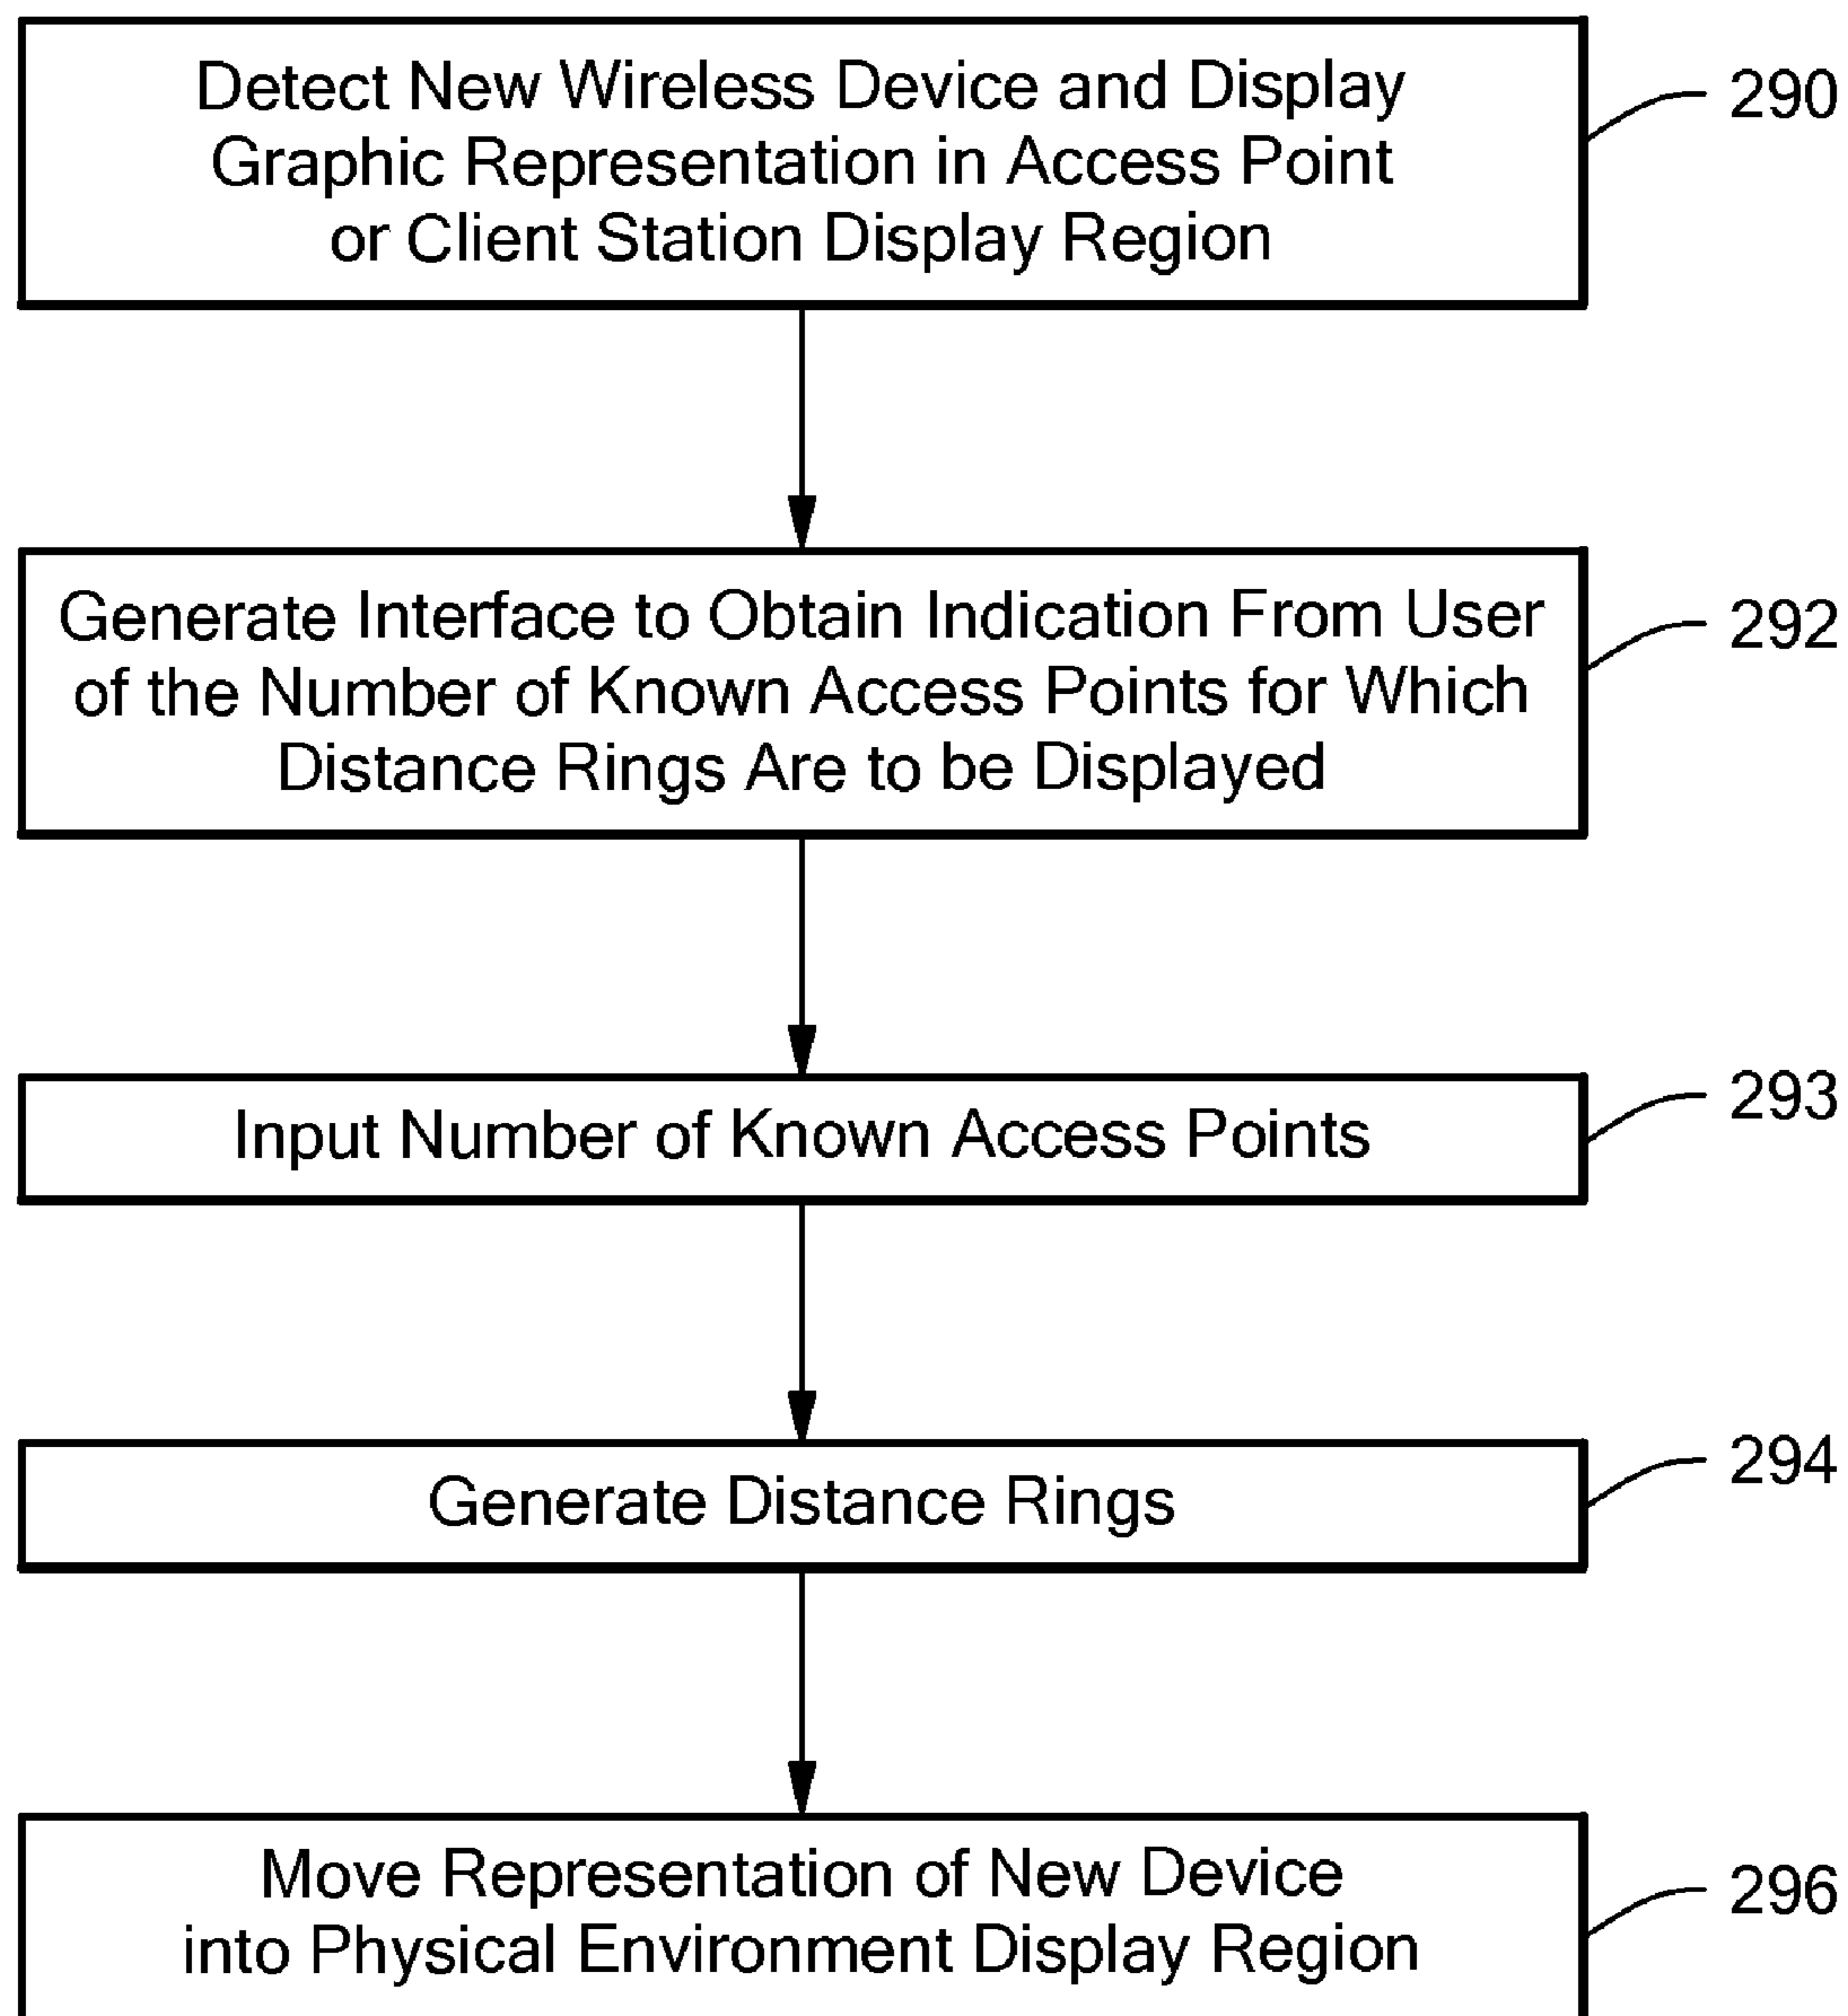 Detect New Wireless Device and Display
Graphic Representation in Access Point
or Client Station Display Region
290
Generate Interface to Obtain Indication From User
of the Number of Known Access Points for Which
Distance Rings Are to be Displayed
292
Input Number of Known Access Points
293
Generate Distance Rings
294
Move Representation of New Device
into Physical Environment Display Region
296